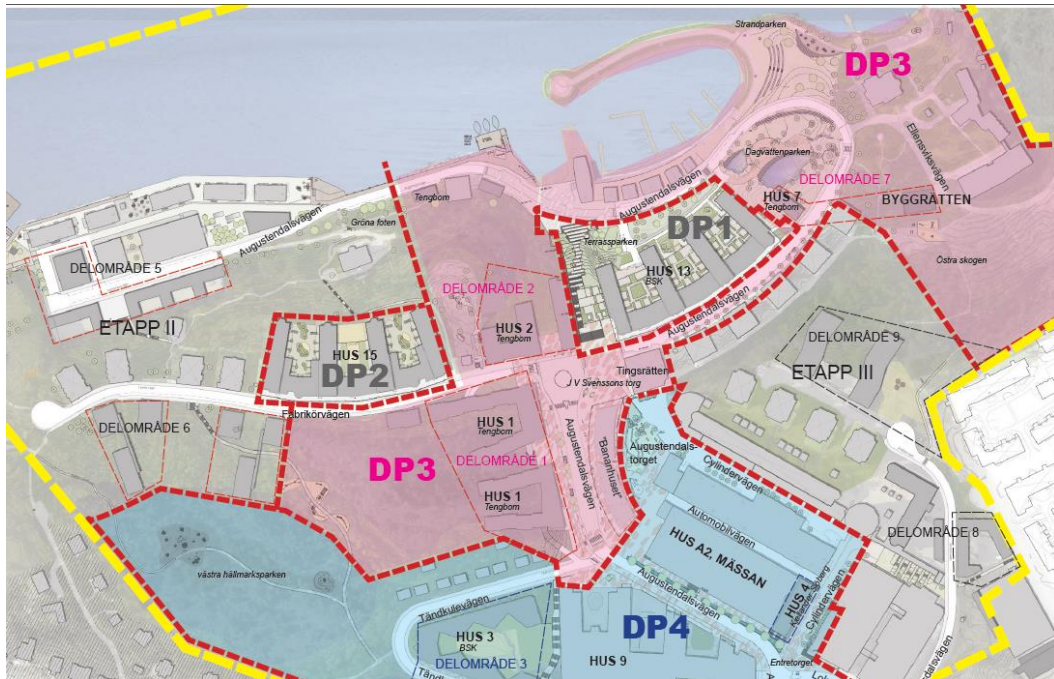 Strandparken
DP3
Ellensviksvägen
Dagvattenparken
DELOMRÅDE 7
HUS 7
Tengbom
BYGGRÄTTEN
Östra skogen
Tengbom
Augustendalsvägen
Gröna foten
Augustendalsvägen
Terrassparken
DP1
HUS 13
BSK
Augustendalsvägen
DELOMRÅDE 5
ETAPP II
DELOMRÅDE 2
HUS 2
Tengbom
HUS 15
DP2
Tingsrätten
J V Svenssons torg
DELOMRÅDE 9
ETAPP III
Fabrikörvägen
DELOMRÅDE 6
DP3
HUS 1
Tengbom
DELOMRÅDE 1
HUS 1
Tengbom
Augustendalsvägen
"Bananhuset"
Augustendals-
torget
Cylindervägen
Automobilvägen
HUS A2, MÄSSAN
HUS 4
Cylindervägen
DELOMRÅDE 8
västra hällmarksparken
Tändkulevägen
HUS 3
BSK
DELOMRÅDE 3
Augustendalsvägen
DP4
HUS 9
Entretorget
dalsvägen